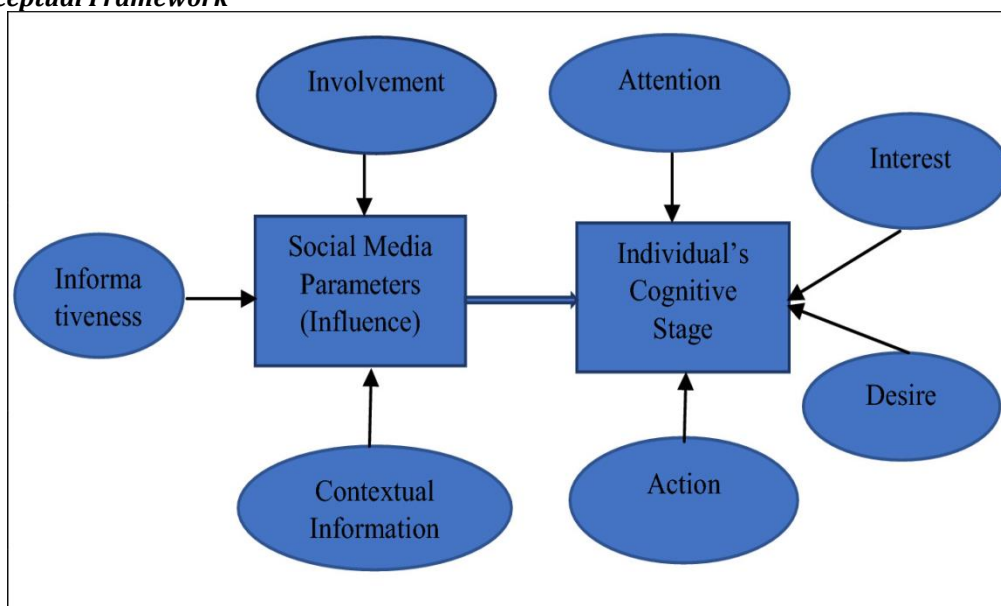 Involvement
Attention
Interest
Social Media
Parameters
(Influence)
Individual's
Cognitive
Stage
Informa
tiveness
Desire
Contextual
Information
Action